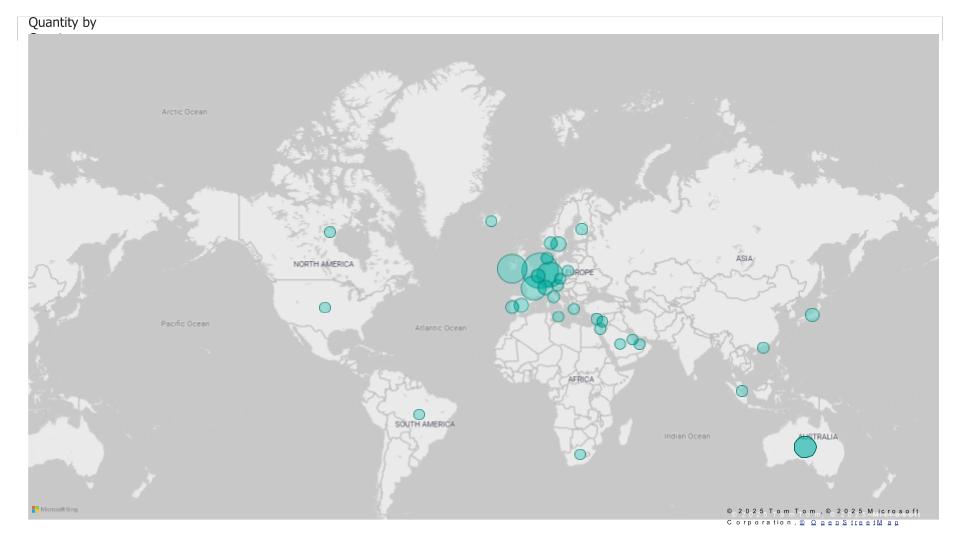 Quantity by
Arctic Ocean
NORTH AMERICA
EUROPE
ASIA
Pacific Ocean
Atlantic Ocean
AFRICA
SOUTH AMERICA
Indian Ocean
AUSTRALIA
Microsoft Bing
© 2025 TomTom, © 2025 Microsoft
Corporation, © OpenStreetMap